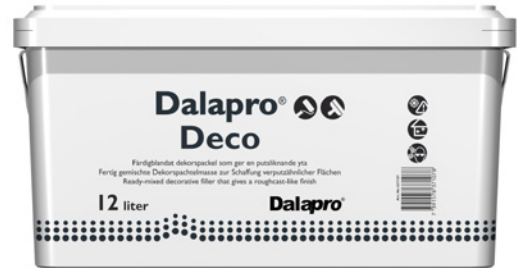 Dalapro®
Deco
Färdigblandat dekorspackel som ger en putsliknande yta
Fertig gemischte Dekorspachtelmasse zur Schaffung verputzähnlicher Flächen
Ready-mixed decorative filler that gives a roughcast-like finish
12 liter
Dalapro®